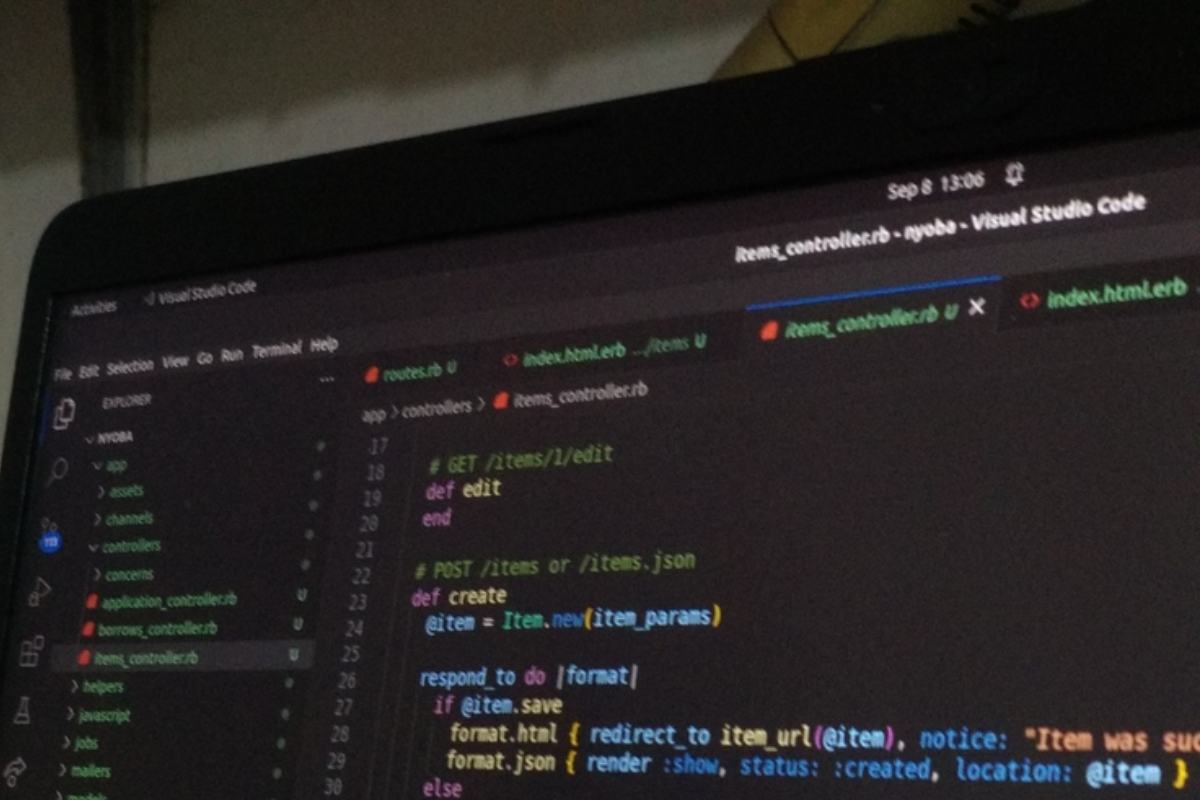 Sep 8 13:06
Activities Visual Studio Code
items_controller.rb - nyoba - Visual Studio Code
File Edit Selection View Go Run Terminal Help
routes.rb U
index.html.erb .../items U
items_controller.rb U
index.html.erb
EXPLORER
NYOBA
app
assets
channels
controllers
concerns
application_controller.rb U
borrows_controller.rb U
items_controller.rb U
helpers
javascript
jobs
mailers
models
app > controllers > items_controller.rb
17
18 # GET /items/1/edit
19 def edit
20 end
21
22 # POST /items or /items.json
23 def create
24 @item = Item.new(item_params)
25
26 respond_to do |format|
27 if @item.save
28 format.html { redirect_to item_url(@item), notice: "Item was suc
29 format.json { render :show, status: :created, location: @item }
30 else